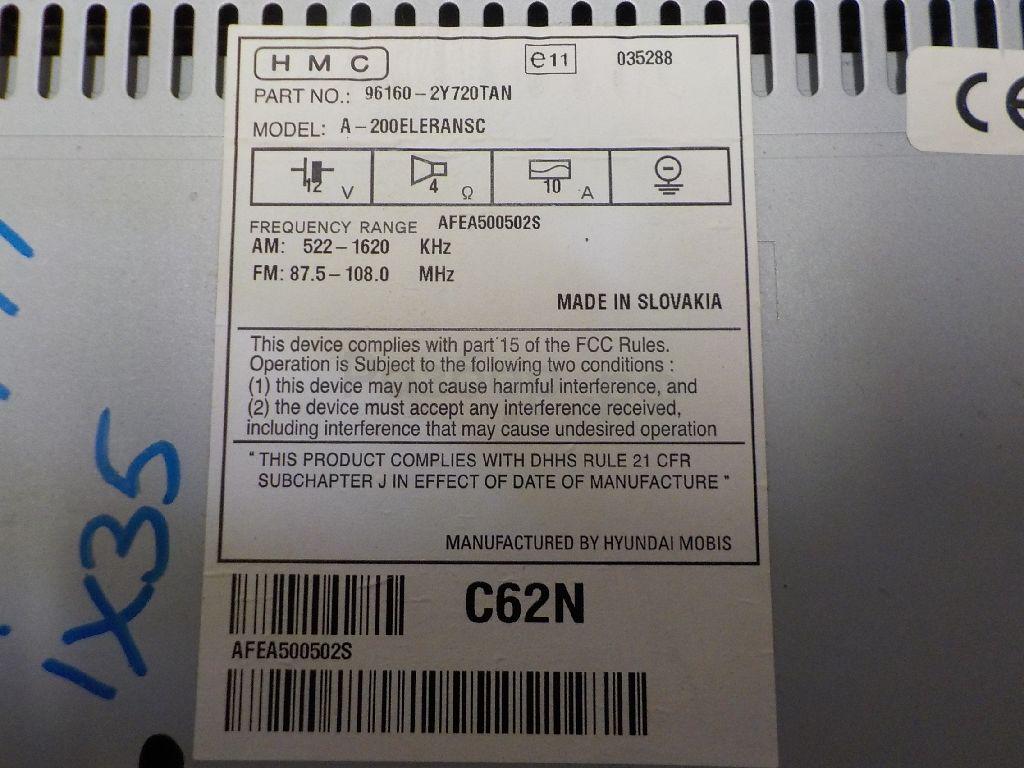 HMC e11 035288
PART NO.: 96160-2Y720TAN
MODEL: A-200ELERANSC
12 V 4 Ω 10 A
FREQUENCY RANGE AFEA500502S
AM: 522-1620 KHz
FM: 87.5-108.0 MHz
MADE IN SLOVAKIA
This device complies with part 15 of the FCC Rules.
Operation is Subject to the following two conditions :
(1) this device may not cause harmful interference, and
(2) the device must accept any interference received,
including interference that may cause undesired operation
" THIS PRODUCT COMPLIES WITH DHHS RULE 21 CFR
SUBCHAPTER J IN EFFECT OF DATE OF MANUFACTURE "
MANUFACTURED BY HYUNDAI MOBIS
C62N
AFEA500502S
CE
IX35